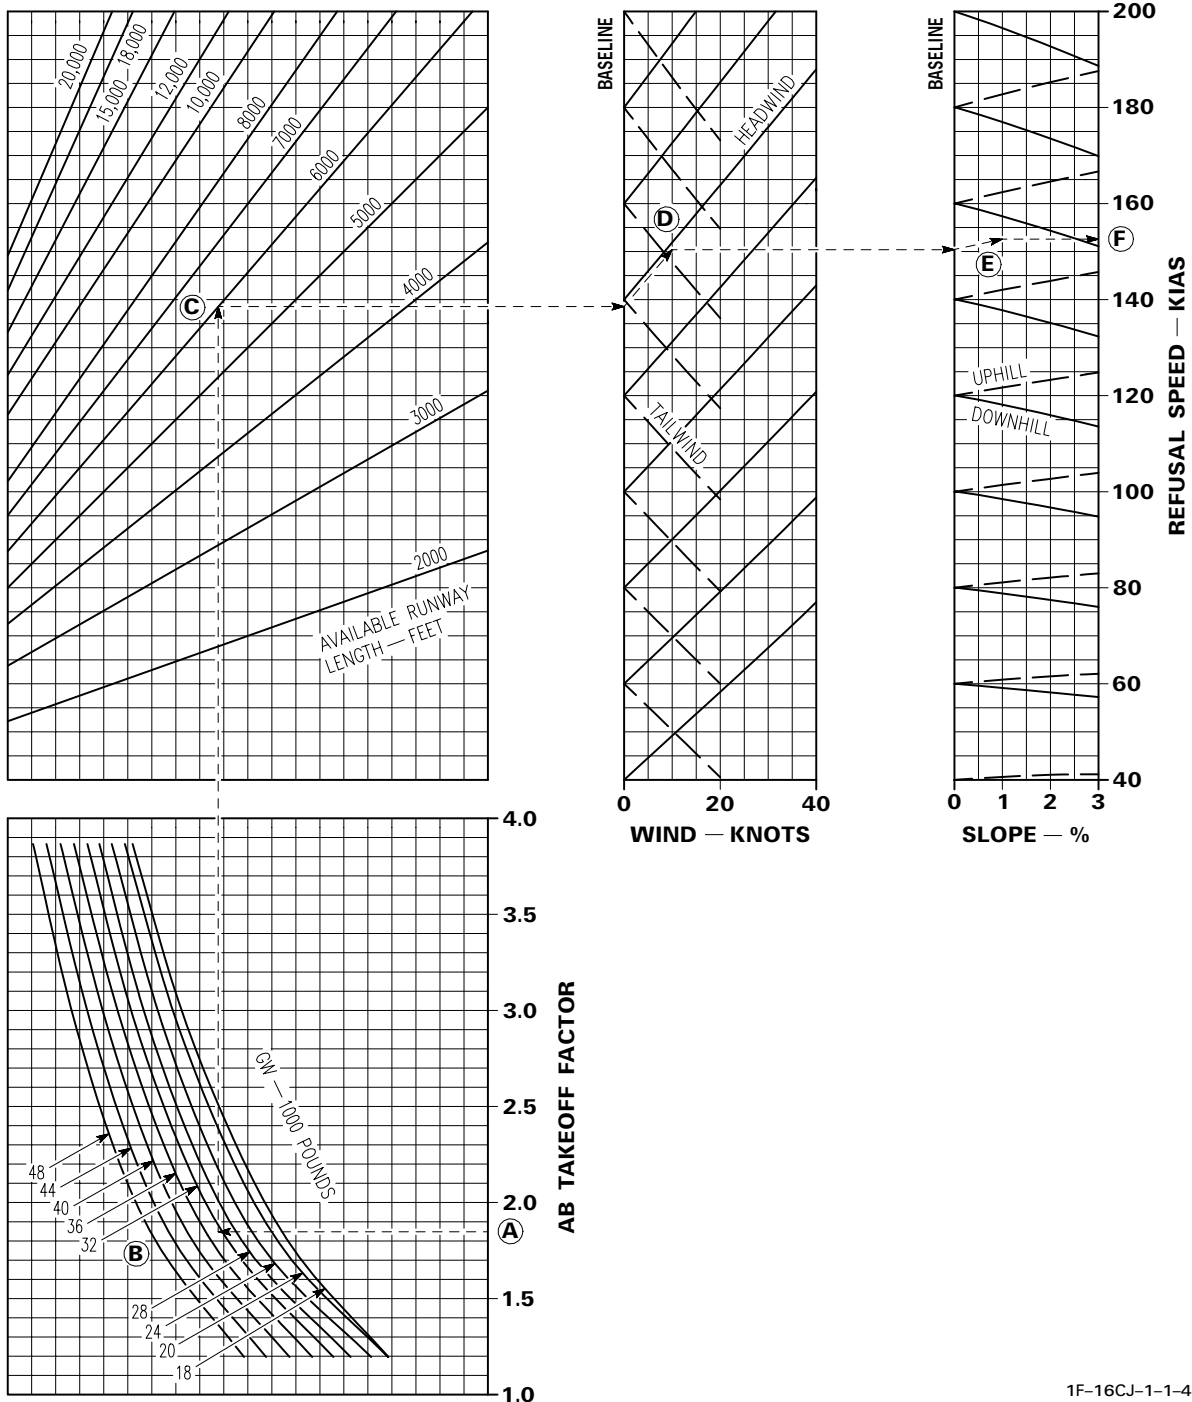 20,000
18,000
15,000
12,000
10,000
8000
7000
6000
5000
4000
3000
2000
AVAILABLE RUNWAY
LENGTH — FEET
C
BASELINE
HEADWIND
D
TAILWIND
0
20
40
WIND — KNOTS
BASELINE
E
UPHILL
DOWNHILL
0
1
2
3
SLOPE — %
200
180
160
F
140
120
100
80
60
40
REFUSAL SPEED — KIAS
4.0
3.5
3.0
2.5
2.0
A
1.5
1.0
AB TAKEOFF FACTOR
GW — 1000 POUNDS
48
44
40
36
32
B
28
24
20
18
1F–16CJ–1–1–4